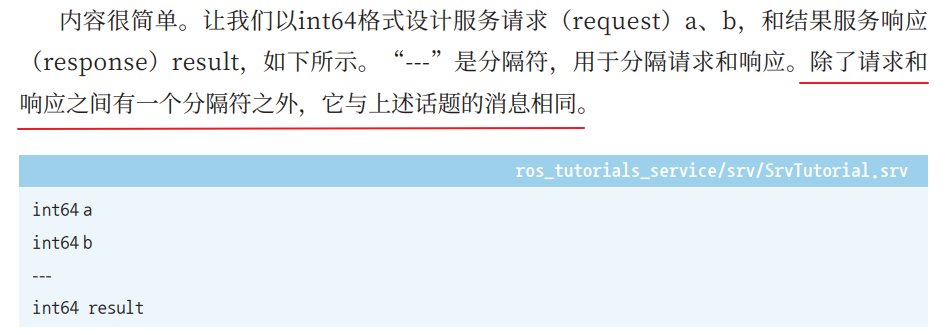 内容很简单。让我们以int64格式设计服务请求（request）a、b，和结果服务响应
（response）result，如下所示。“---”是分隔符，用于分隔请求和响应。除了请求和
响应之间有一个分隔符之外，它与上述话题的消息相同。
ros_tutorials_service/srv/SrvTutorial.srv
int64 a
int64 b
---
int64 result